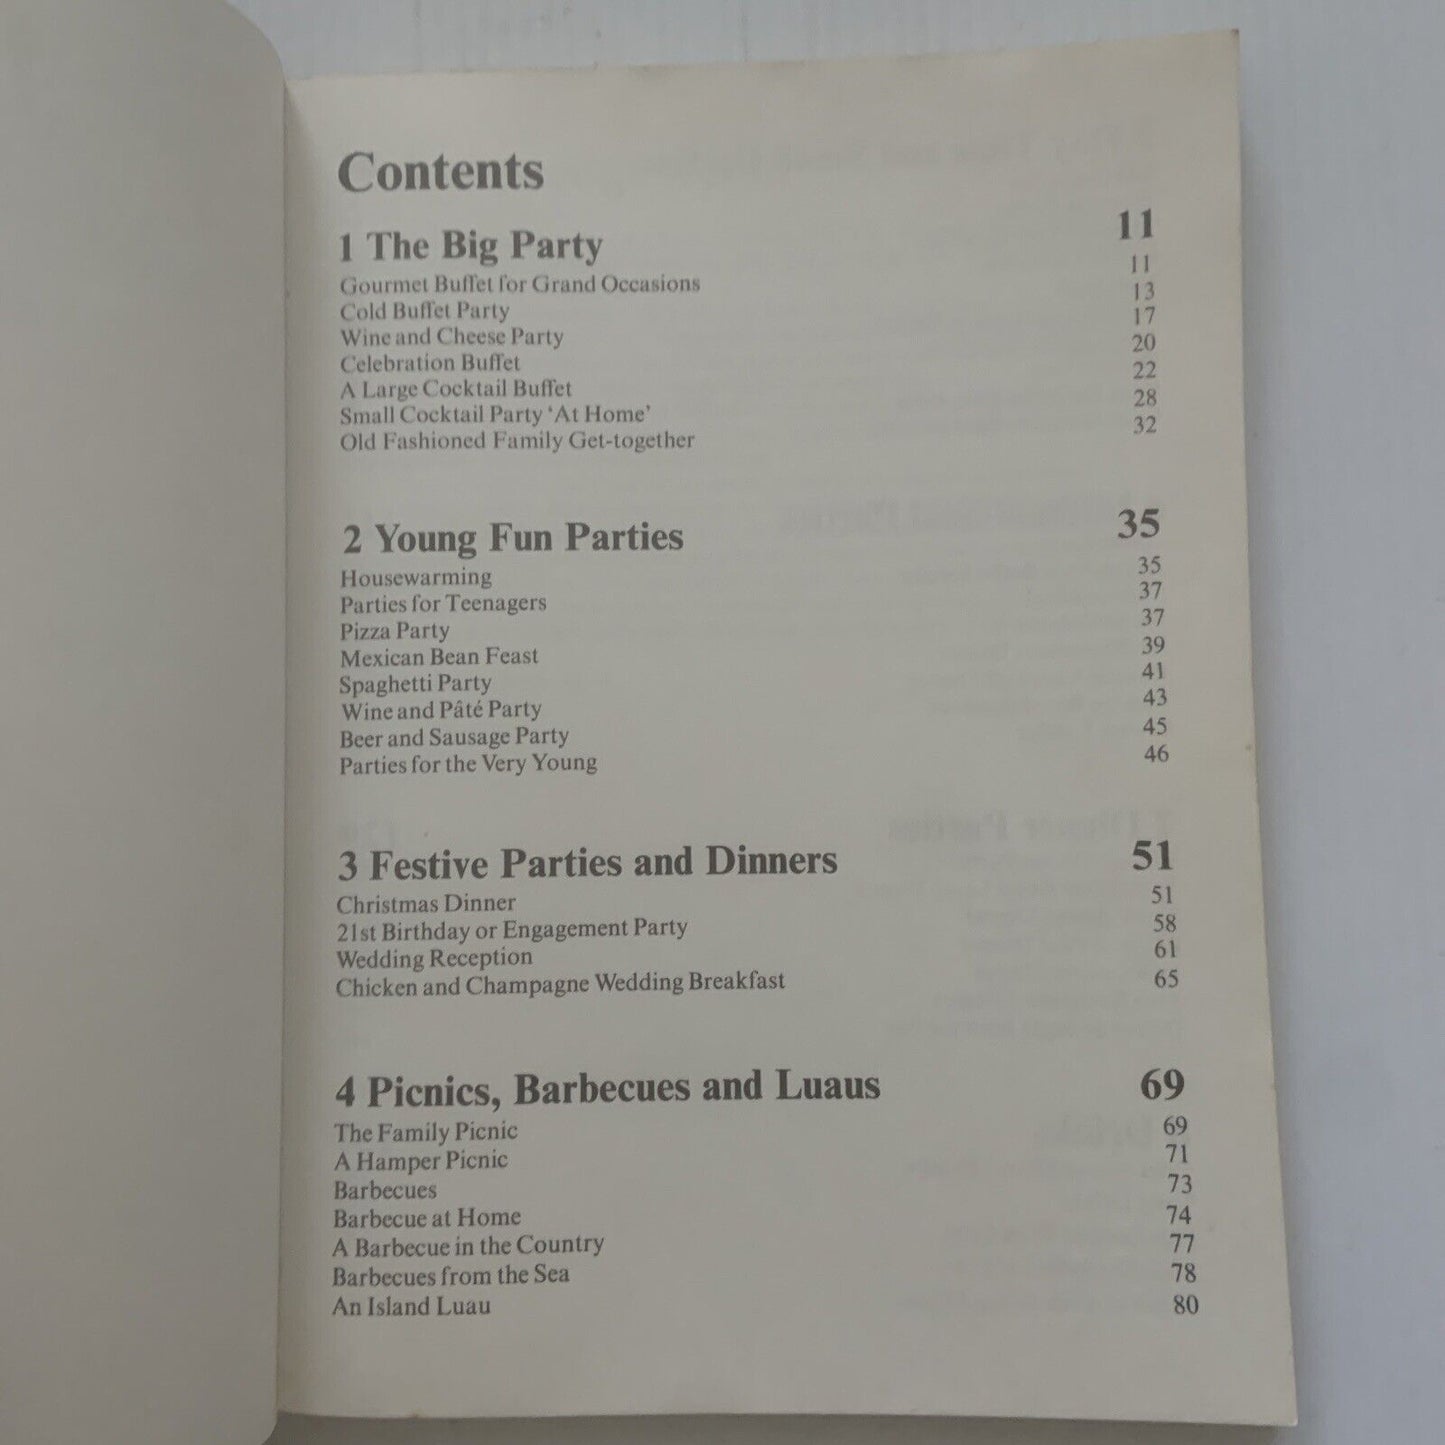 Contents
1 The Big Party 11
Gourmet Buffet for Grand Occasions 11
Cold Buffet Party 13
Wine and Cheese Party 17
Celebration Buffet 20
A Large Cocktail Buffet 22
Small Cocktail Party ‘At Home’ 28
Old Fashioned Family Get-together 32
2 Young Fun Parties 35
Housewarming 35
Parties for Teenagers 37
Pizza Party 37
Mexican Bean Feast 39
Spaghetti Party 41
Wine and Pâté Party 43
Beer and Sausage Party 45
Parties for the Very Young 46
3 Festive Parties and Dinners 51
Christmas Dinner 51
21st Birthday or Engagement Party 58
Wedding Reception 61
Chicken and Champagne Wedding Breakfast 65
4 Picnics, Barbecues and Luaus 69
The Family Picnic 69
A Hamper Picnic 71
Barbecues 73
Barbecue at Home 74
A Barbecue in the Country 77
Barbecues from the Sea 78
An Island Luau 80